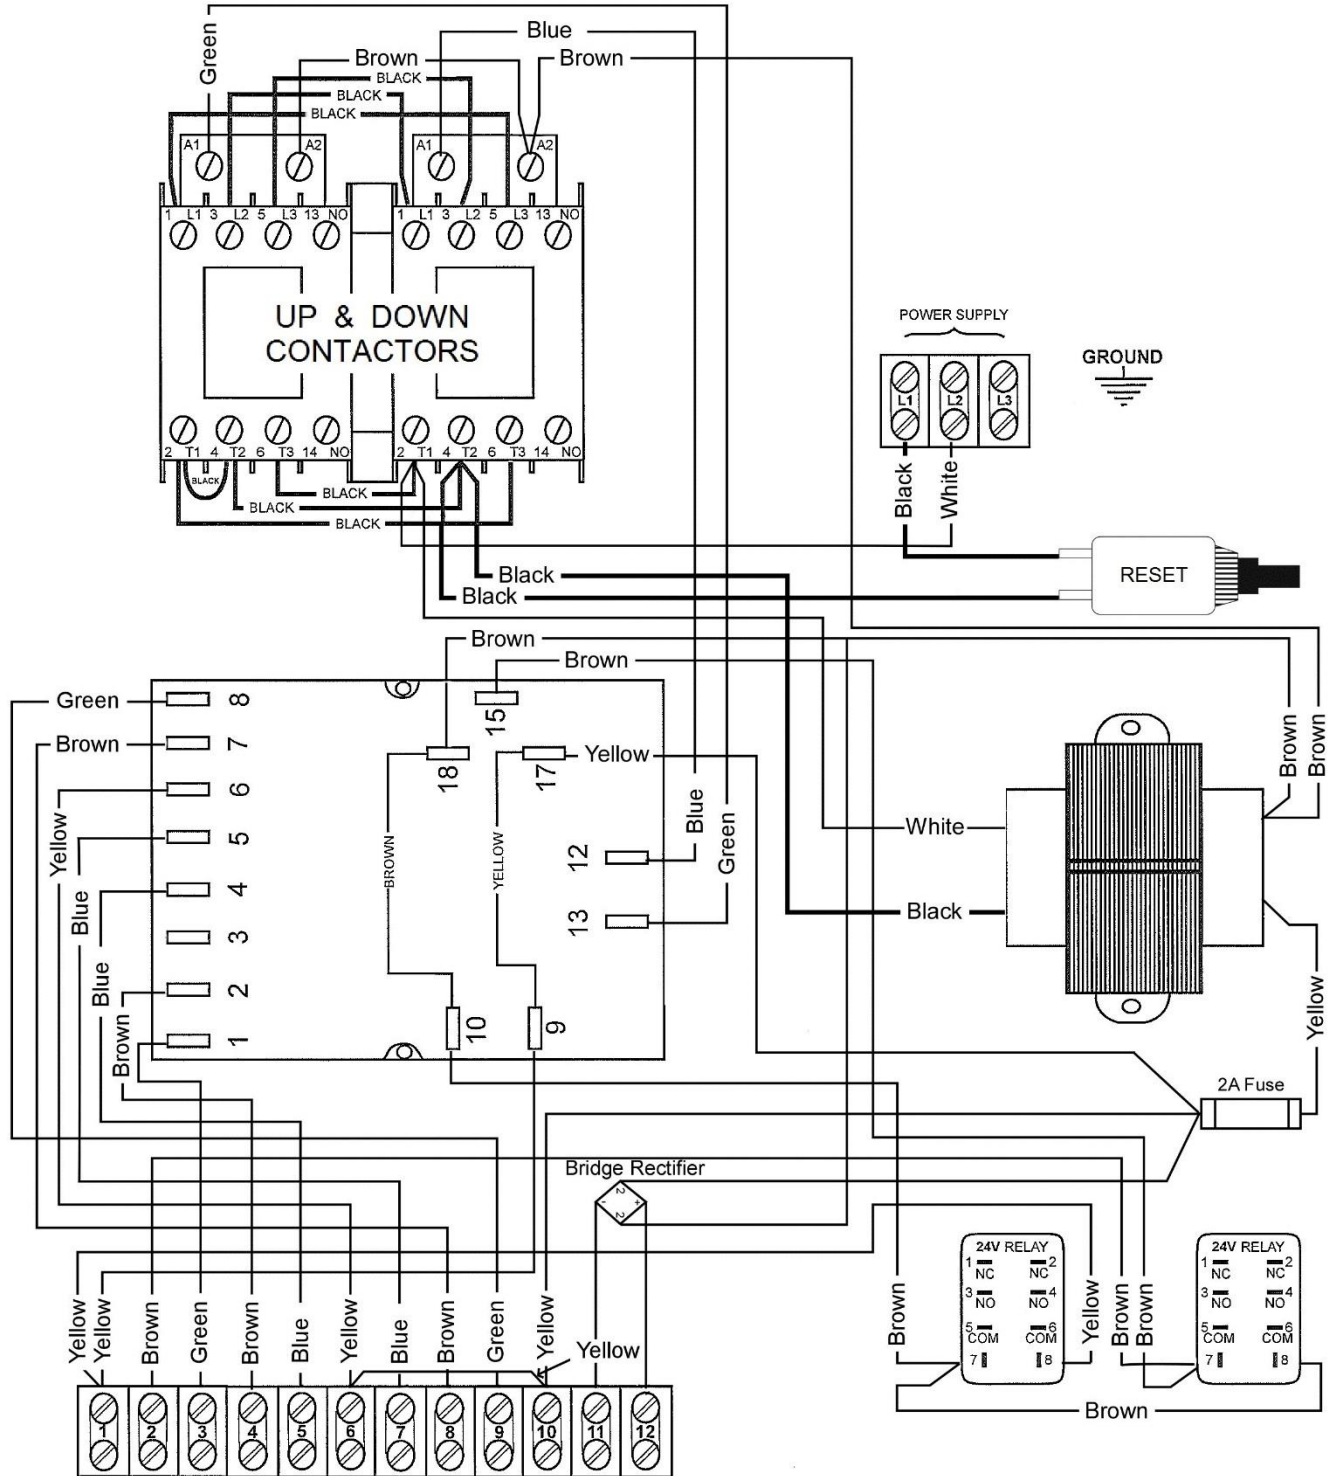 Green
Blue
Brown
Brown
BLACK
BLACK
BLACK
A1 A2 A1 A2
1 L1 3 L2 5 L3 13 NO
1 L1 3 L2 5 L3 13 NO
UP & DOWN
CONTACTORS
2 T1 4 T2 6 T3 14 NO
2 T1 4 T2 6 T3 14 NO
BLACK
BLACK
BLACK
BLACK
POWER SUPPLY
L1 L2 L3
GROUND
Black
White
RESET
Black
Black
Brown
Brown
Green
Brown
Yellow
Blue
Blue
Brown
8
7
6
5
4
3
2
1
15
18
17
Yellow
BROWN
YELLOW
12
13
10
9
Blue
Green
White
Black
Brown
Brown
Yellow
2A Fuse
Bridge Rectifier
2
- +
2
24V RELAY
1 2
NC NC
3 4
NO NO
5 6
COM COM
7 8
24V RELAY
1 2
NC NC
3 4
NO NO
5 6
COM COM
7 8
Brown
Yellow
Brown
Brown
Brown
Yellow
Yellow
Brown
Green
Brown
Blue
Yellow
Blue
Brown
Green
Yellow
Yellow
1 2 3 4 5 6 7 8 9 10 11 12